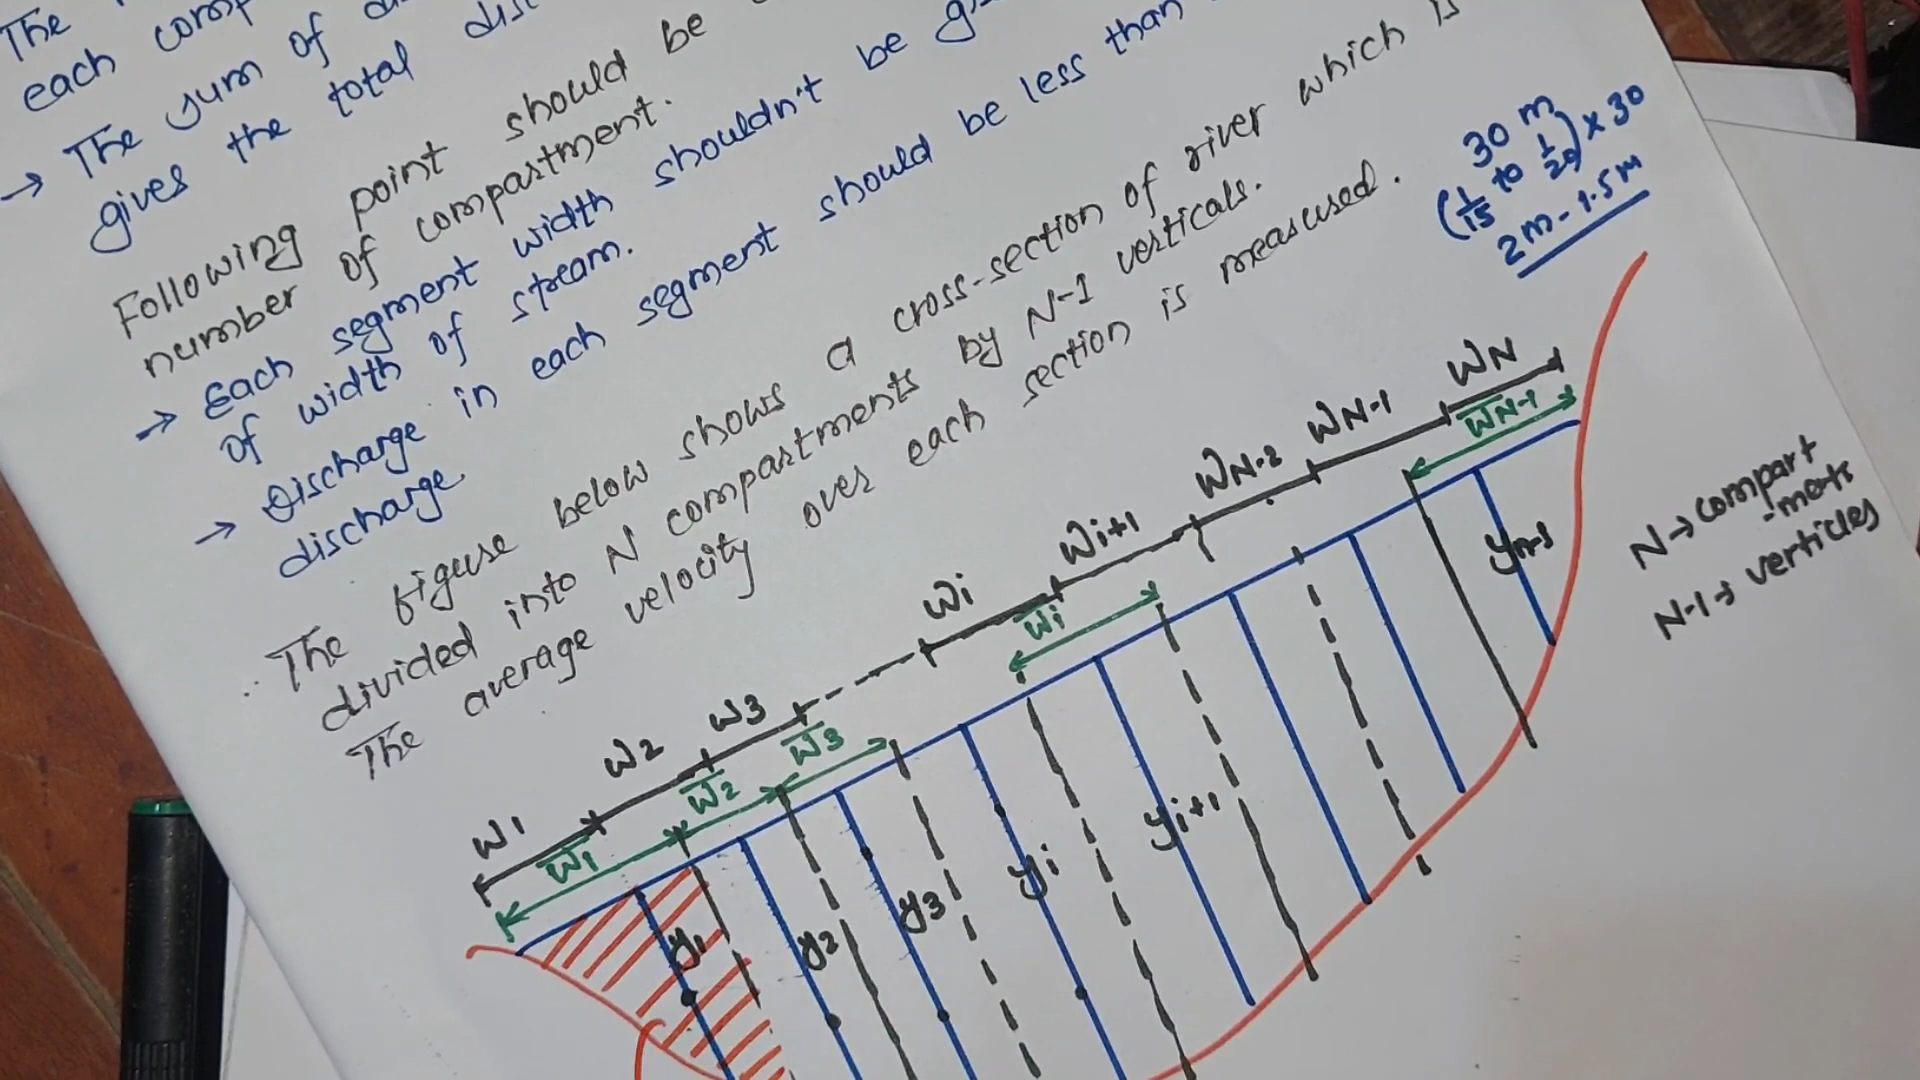 The
each comp
→ The sum of
gives the total
Following point should be
number of compartment.
→ Each segment width shouldn't be
of width of stream.
→ Discharge in each segment should be less than
discharge.
The figure below shows a cross-section of river which is
divided into N compartments by N-1 verticals.
The average velocity over each section is measured.
30 m
(1/15 to 1/20) × 30
2m - 1.5m
W1 W2 W3 Wi Wi+1 WN-2 WN-1 WN
W̅1 W̅2 W̅3 W̅i W̅N-1
y1 y2 y3 yi yi+1
N → compart
-ments
N-1 → verticles